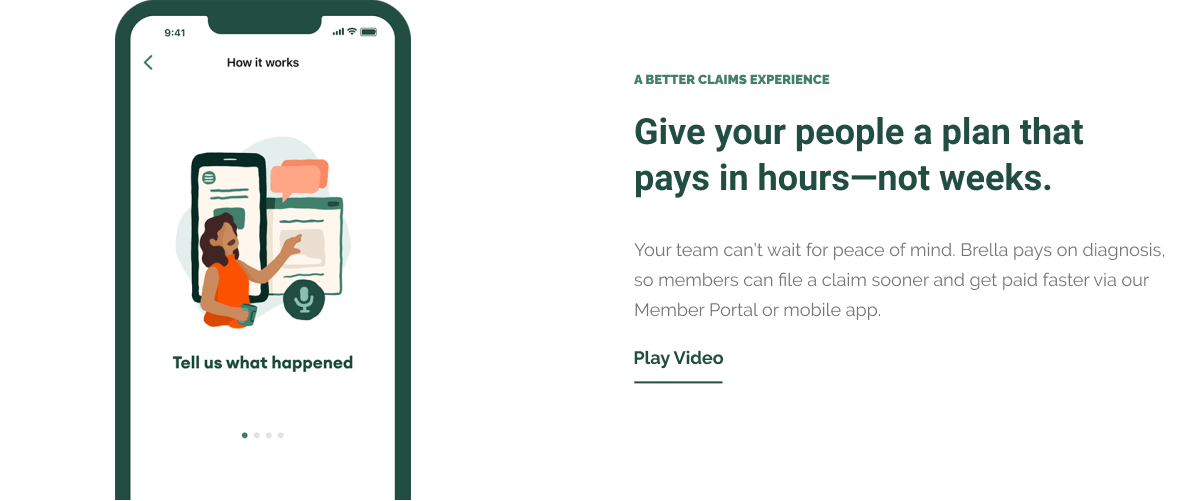 9:41
How it works
Tell us what happened
A BETTER CLAIMS EXPERIENCE
Give your people a plan that
pays in hours—not weeks.
Your team can’t wait for peace of mind. Brella pays on diagnosis,
so members can file a claim sooner and get paid faster via our
Member Portal or mobile app.
Play Video